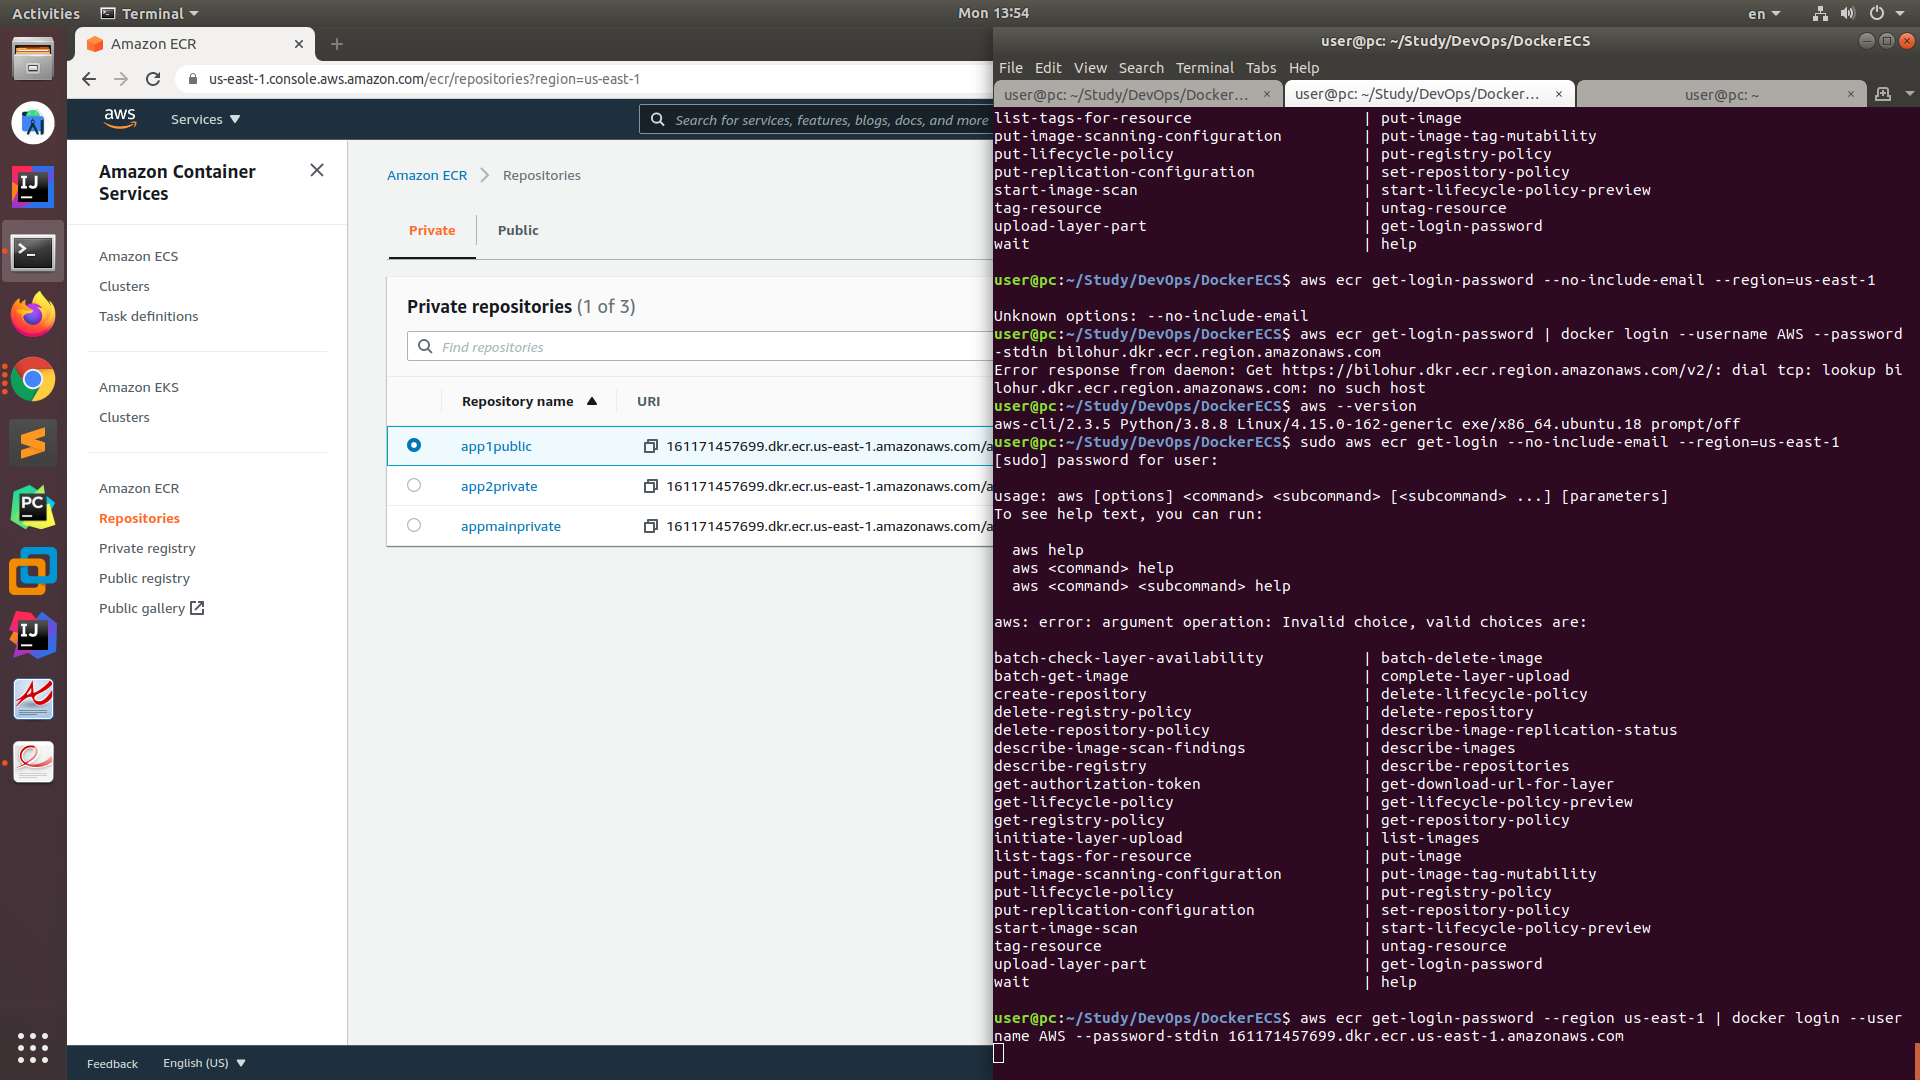 Activities
Terminal
Mon 13:54
en
Amazon ECR
us-east-1.console.aws.amazon.com/ecr/repositories?region=us-east-1
aws
Services
Search for services, features, blogs, docs, and more
Amazon Container
Services
Amazon ECS
Clusters
Task definitions
Amazon EKS
Clusters
Amazon ECR
Repositories
Private registry
Public registry
Public gallery
Amazon ECR
Repositories
Private
Public
Private repositories (1 of 3)
Find repositories
Repository name
URI
app1public
161171457699.dkr.ecr.us-east-1.amazonaws.com/a
app2private
161171457699.dkr.ecr.us-east-1.amazonaws.com/a
appmainprivate
161171457699.dkr.ecr.us-east-1.amazonaws.com/a
Feedback
English (US)
user@pc: ~/Study/DevOps/DockerECS
File Edit View Search Terminal Tabs Help
user@pc: ~/Study/DevOps/Docker...
user@pc: ~/Study/DevOps/Docker...
user@pc: ~
list-tags-for-resource | put-image
put-image-scanning-configuration | put-image-tag-mutability
put-lifecycle-policy | put-registry-policy
put-replication-configuration | set-repository-policy
start-image-scan | start-lifecycle-policy-preview
tag-resource | untag-resource
upload-layer-part | get-login-password
wait | help
user@pc:~/Study/DevOps/DockerECS$ aws ecr get-login-password --no-include-email --region=us-east-1
Unknown options: --no-include-email
user@pc:~/Study/DevOps/DockerECS$ aws ecr get-login-password | docker login --username AWS --password
-stdin bilohur.dkr.ecr.region.amazonaws.com
Error response from daemon: Get https://bilohur.dkr.ecr.region.amazonaws.com/v2/: dial tcp: lookup bi
lohur.dkr.ecr.region.amazonaws.com: no such host
user@pc:~/Study/DevOps/DockerECS$ aws --version
aws-cli/2.3.5 Python/3.8.8 Linux/4.15.0-162-generic exe/x86_64.ubuntu.18 prompt/off
user@pc:~/Study/DevOps/DockerECS$ sudo aws ecr get-login --no-include-email --region=us-east-1
[sudo] password for user:
usage: aws [options] <command> <subcommand> [<subcommand> ...] [parameters]
To see help text, you can run:
aws help
aws <command> help
aws <command> <subcommand> help
aws: error: argument operation: Invalid choice, valid choices are:
batch-check-layer-availability | batch-delete-image
batch-get-image | complete-layer-upload
create-repository | delete-lifecycle-policy
delete-registry-policy | delete-repository
delete-repository-policy | describe-image-replication-status
describe-image-scan-findings | describe-images
describe-registry | describe-repositories
get-authorization-token | get-download-url-for-layer
get-lifecycle-policy | get-lifecycle-policy-preview
get-registry-policy | get-repository-policy
initiate-layer-upload | list-images
list-tags-for-resource | put-image
put-image-scanning-configuration | put-image-tag-mutability
put-lifecycle-policy | put-registry-policy
put-replication-configuration | set-repository-policy
start-image-scan | start-lifecycle-policy-preview
tag-resource | untag-resource
upload-layer-part | get-login-password
wait | help
user@pc:~/Study/DevOps/DockerECS$ aws ecr get-login-password --region us-east-1 | docker login --user
name AWS --password-stdin 161171457699.dkr.ecr.us-east-1.amazonaws.com
IJ
PC
IJ